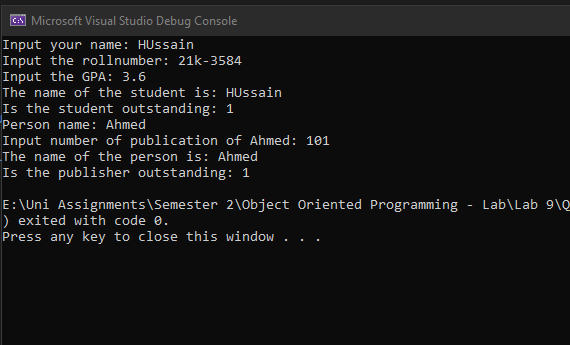 Microsoft Visual Studio Debug Console
Input your name: HUssain
Input the rollnumber: 21k-3584
Input the GPA: 3.6
The name of the student is: HUssain
Is the student outstanding: 1
Person name: Ahmed
Input number of publication of Ahmed: 101
The name of the person is: Ahmed
Is the publisher outstanding: 1
E:\Uni Assignments\Semester 2\Object Oriented Programming - Lab\Lab 9\Q
) exited with code 0.
Press any key to close this window . . .